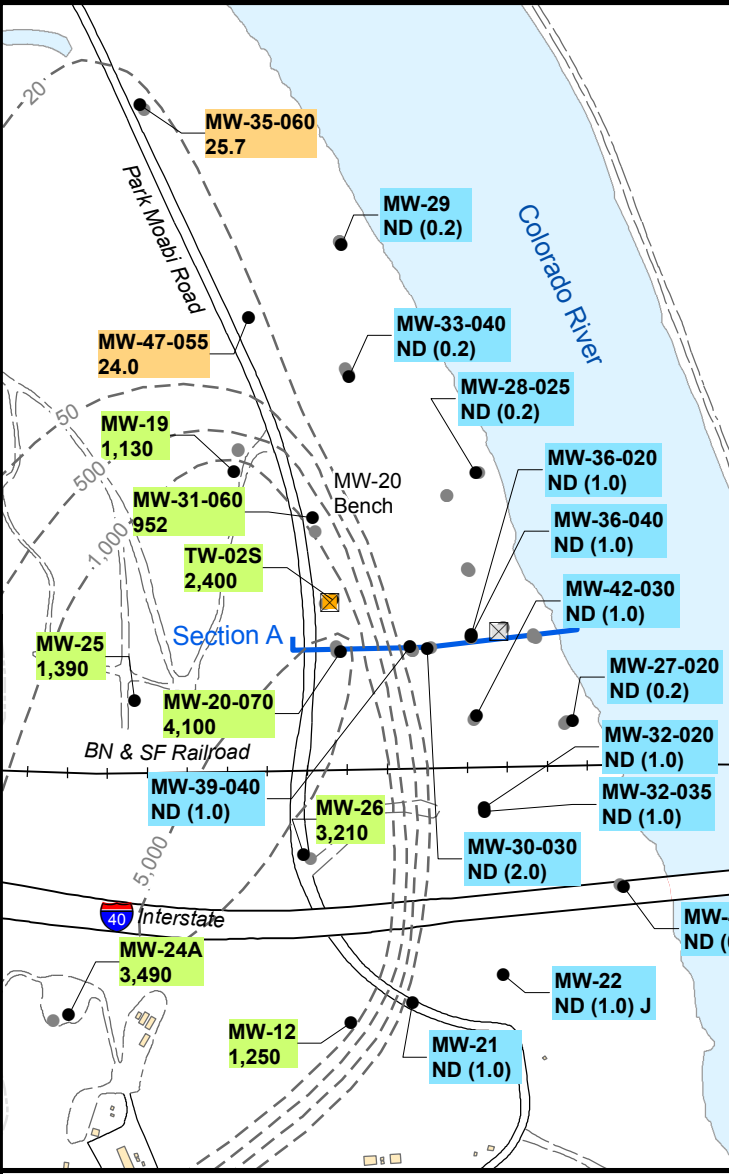 20
MW-35-060
25.7
Park Moabi Road
MW-29
ND (0.2)
Colorado River
MW-33-040
ND (0.2)
MW-47-055
24.0
MW-28-025
ND (0.2)
50
MW-19
1,130
MW-36-020
ND (1.0)
500
MW-20
Bench
MW-31-060
952
MW-36-040
ND (1.0)
1,000
TW-02S
2,400
MW-42-030
ND (1.0)
Section A
MW-25
1,390
MW-27-020
ND (0.2)
MW-20-070
4,100
MW-32-020
ND (1.0)
BN & SF Railroad
MW-39-040
ND (1.0)
MW-32-035
ND (1.0)
MW-26
3,210
MW-30-030
ND (2.0)
5,000
40
Interstate
MW-
ND (
MW-24A
3,490
MW-22
ND (1.0) J
MW-12
1,250
MW-21
ND (1.0)